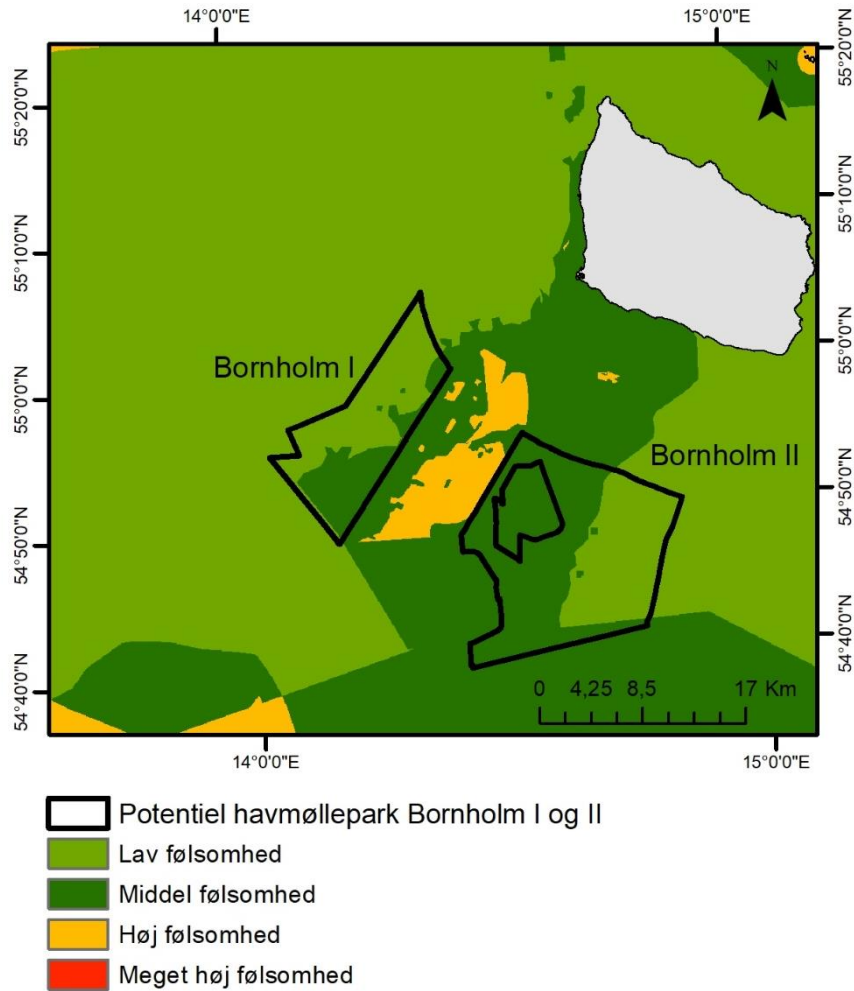 14°0'0"E
15°0'0"E
55°20'0"N
55°20'0"N
N
55°10'0"N
55°10'0"N
55°0'0"N
Bornholm I
55°0'0"N
Bornholm II
54°50'0"N
54°50'0"N
54°40'0"N
54°40'0"N
0 4,25 8,5 17 Km
14°0'0"E
15°0'0"E
Potentiel havmøllepark Bornholm I og II
Lav følsomhed
Middel følsomhed
Høj følsomhed
Meget høj følsomhed